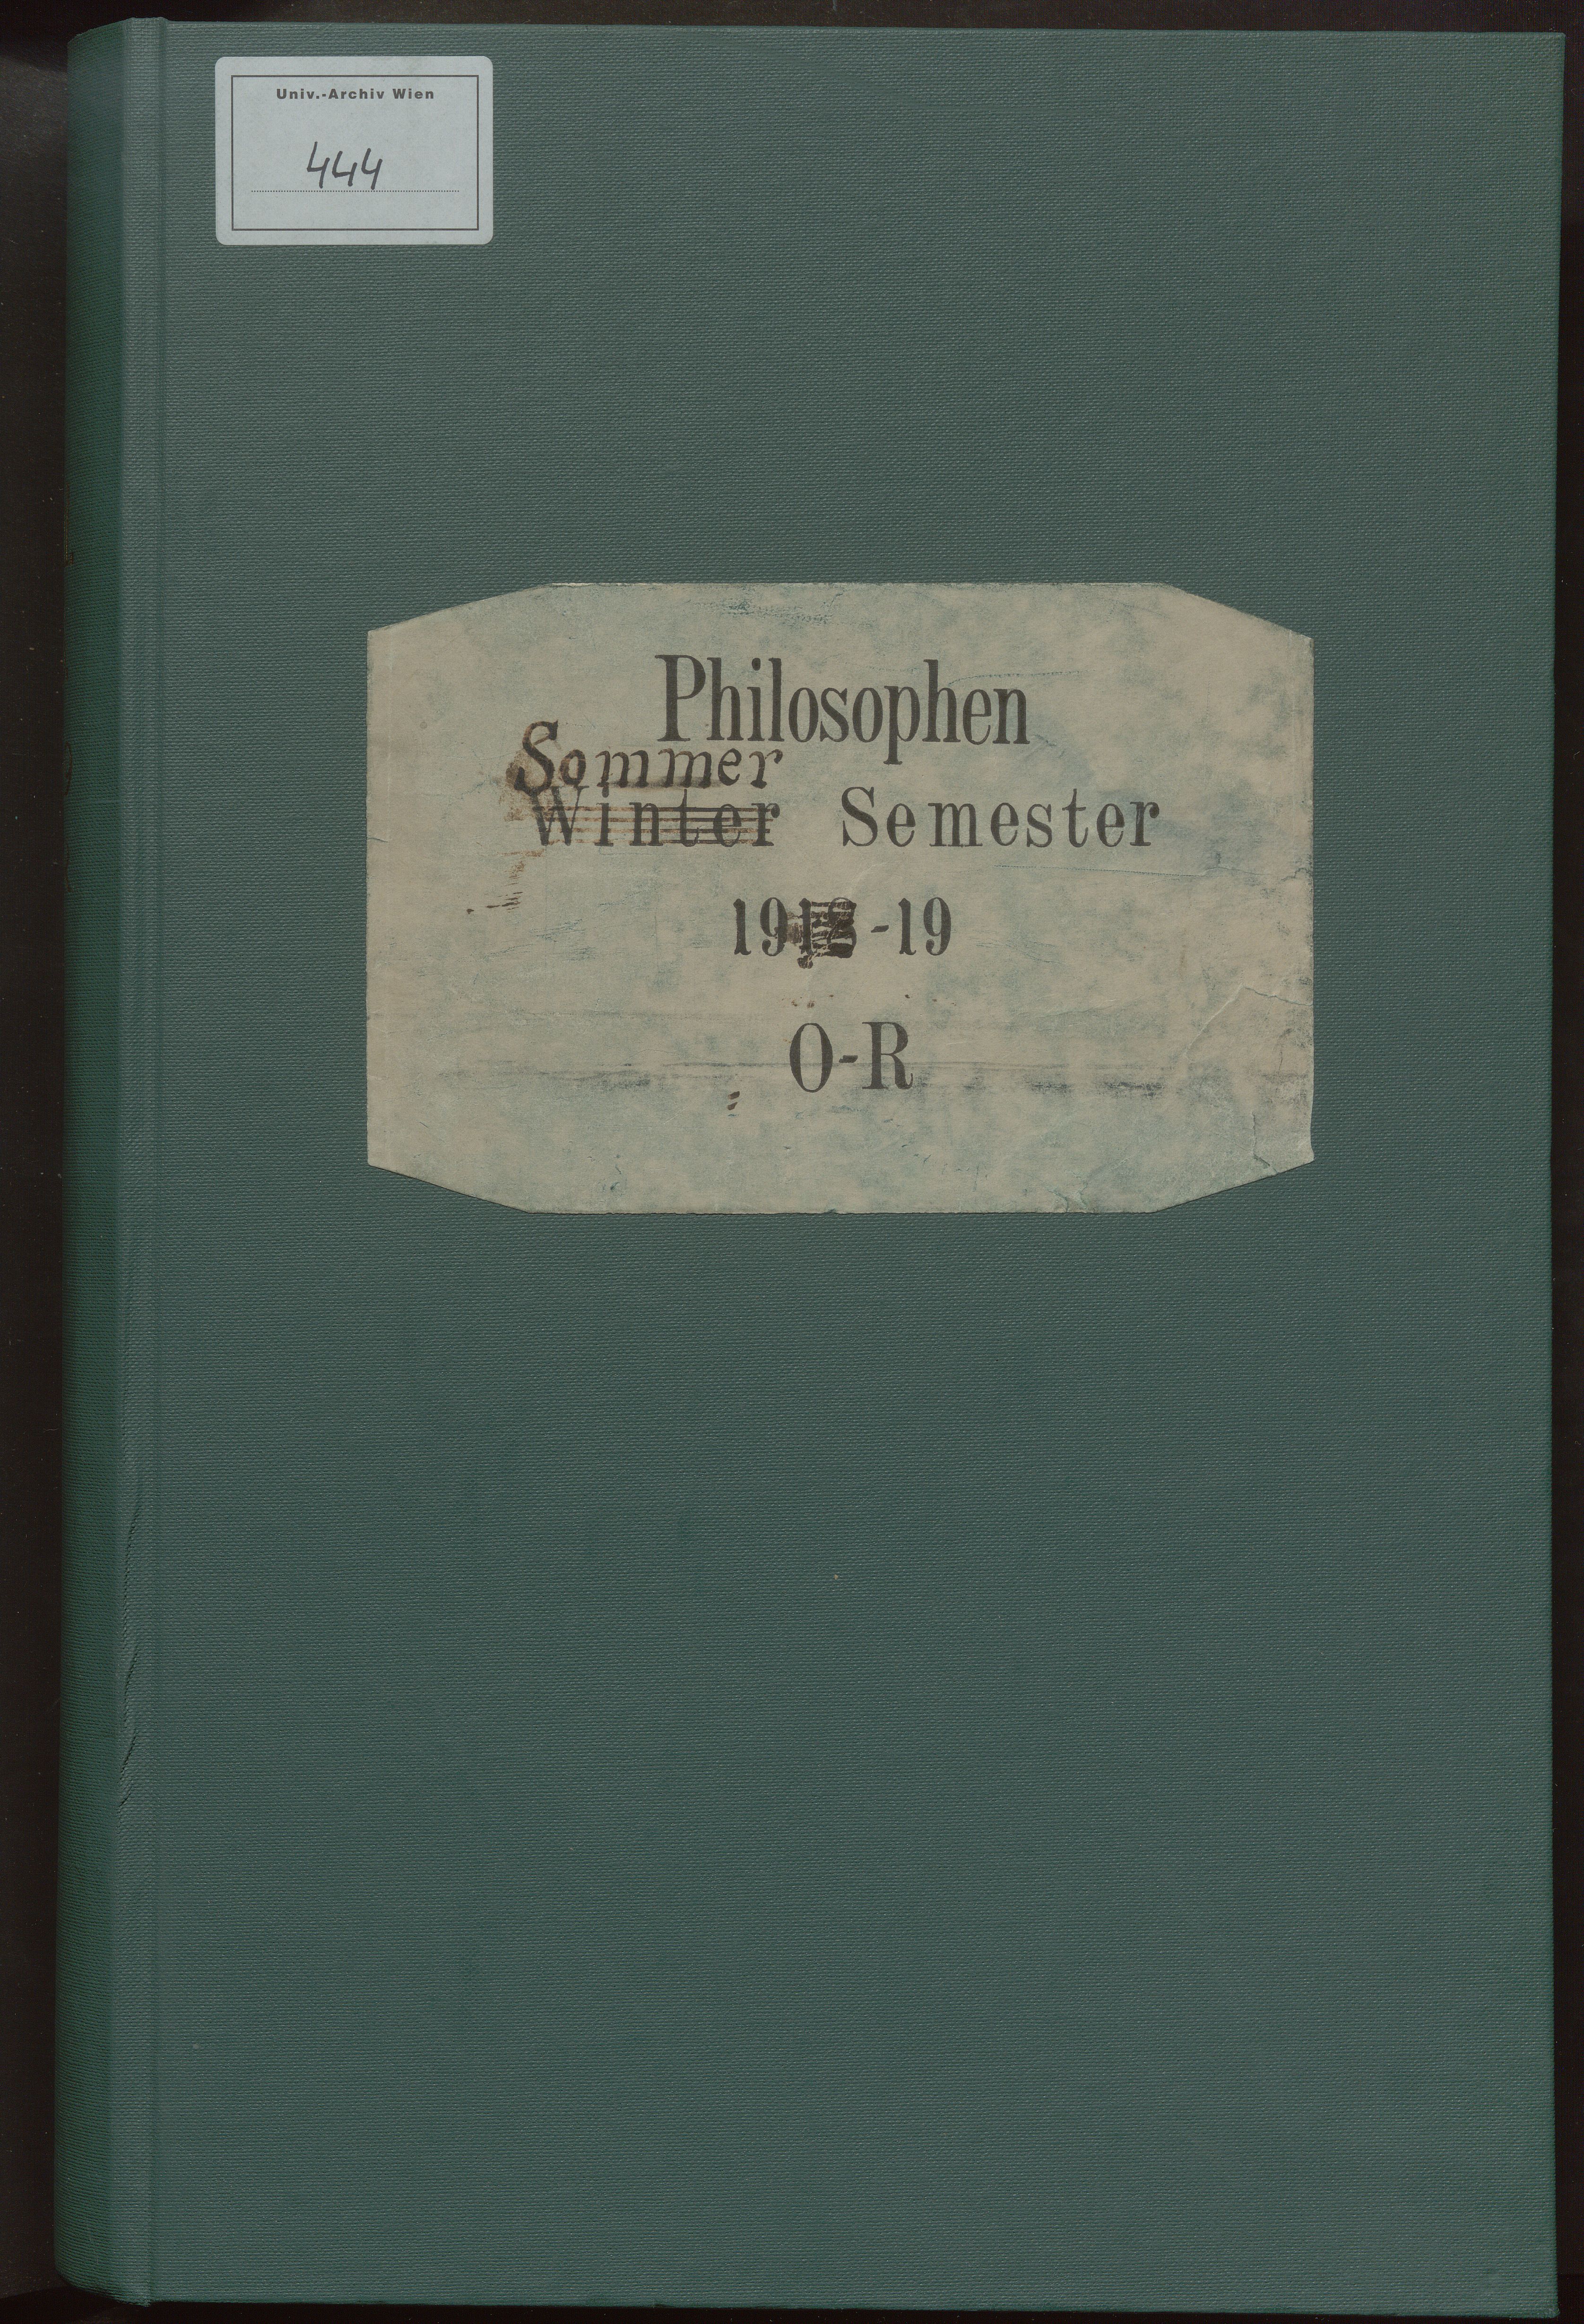 Univ.-Archiv Wien
444
Philosophen
Sommer
Winter Semester
1918-19
O-R